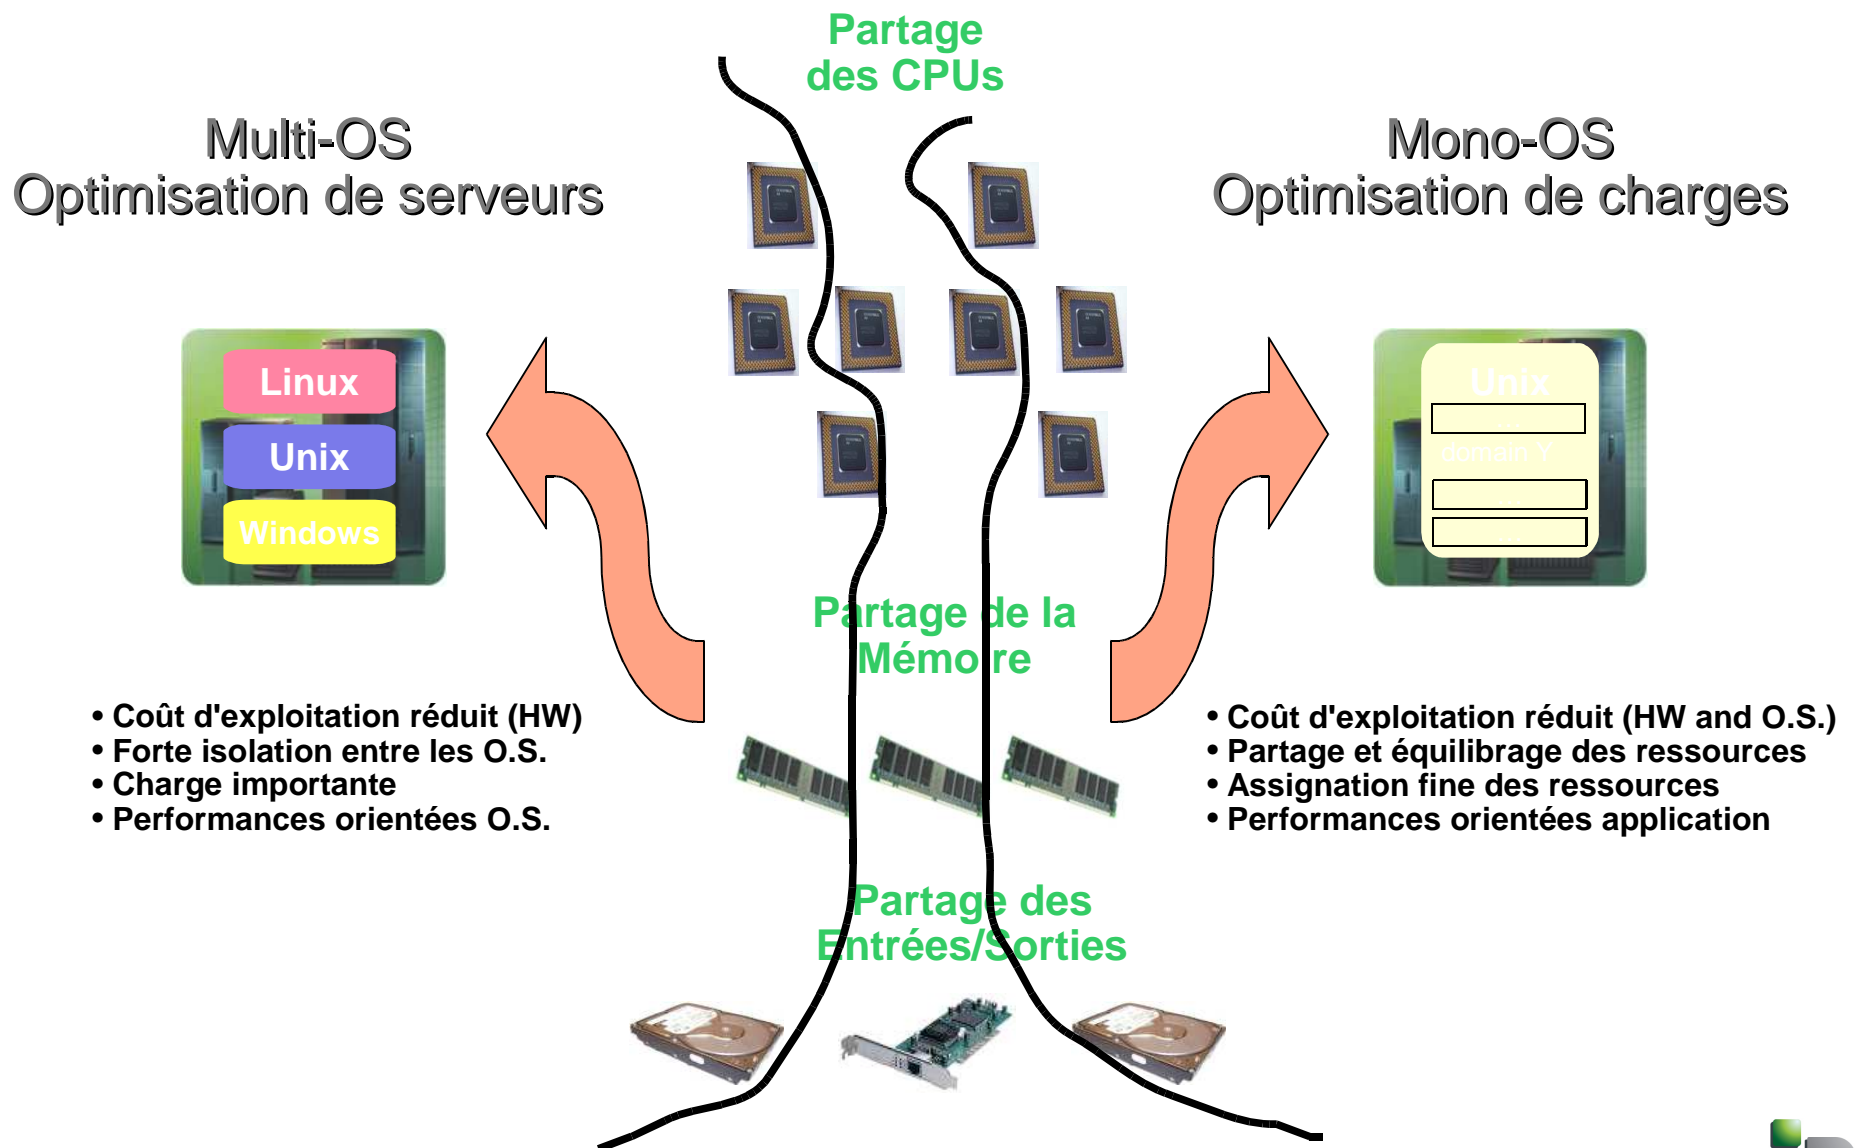 Partage
des CPUs
Multi-OS
Optimisation de serveurs
Mono-OS
Optimisation de charges
Linux
Unix
Windows
Unix
domain Y
Partage de la
Mémoire
• Coût d'exploitation réduit (HW)
• Forte isolation entre les O.S.
• Charge importante
• Performances orientées O.S.
• Coût d'exploitation réduit (HW and O.S.)
• Partage et équilibrage des ressources
• Assignation fine des ressources
• Performances orientées application
Partage des
Entrées/Sorties